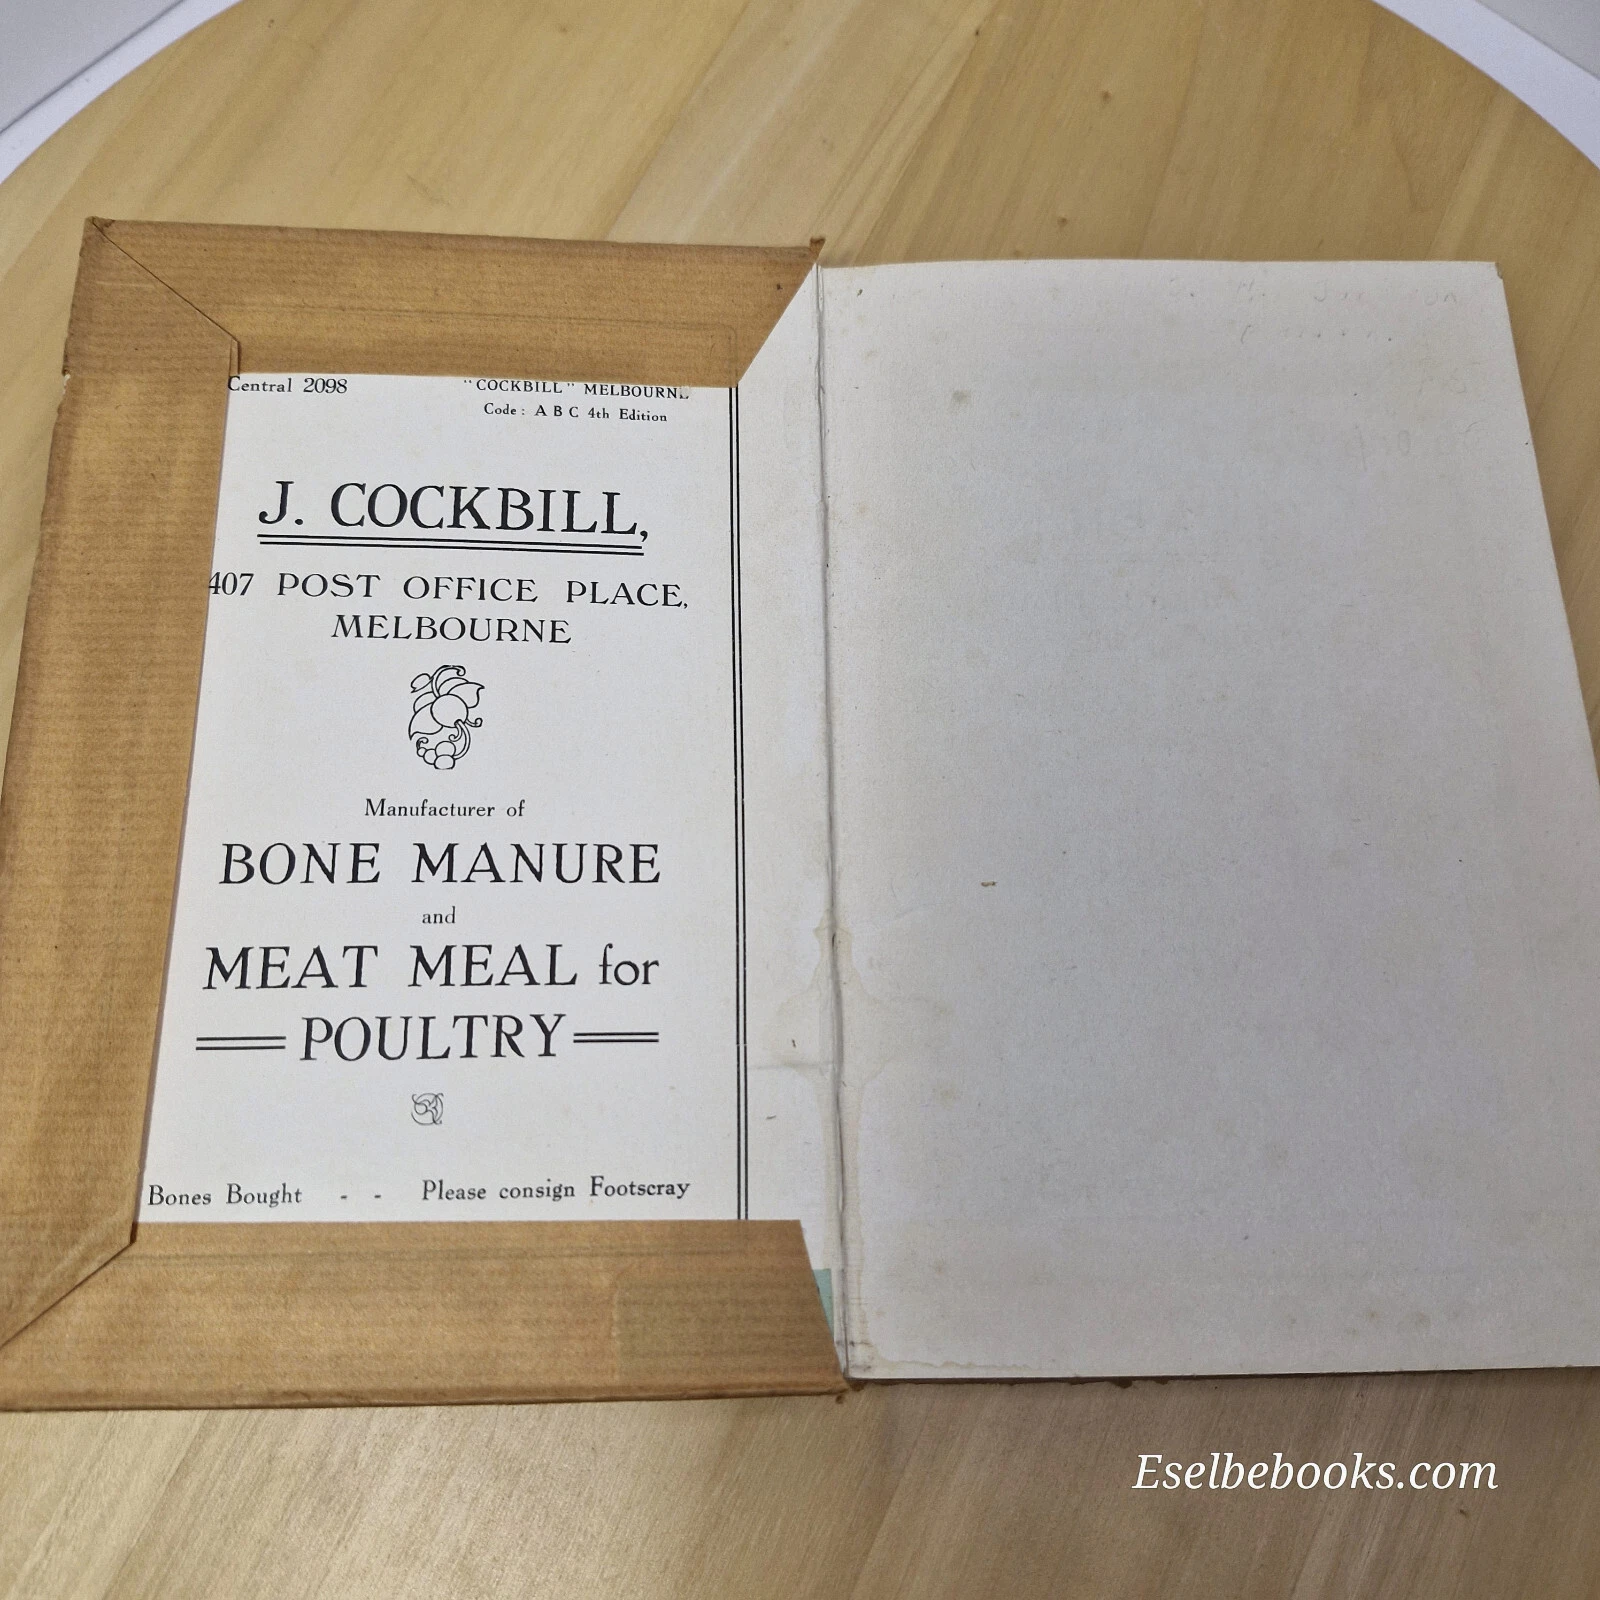 Central 2098 "COCKBILL" MELBOURNE
Code: A B C 4th Edition
J. COCKBILL,
407 POST OFFICE PLACE,
MELBOURNE
Manufacturer of
BONE MANURE
and
MEAT MEAL for
POULTRY
Bones Bought - - Please consign Footscray
Eselbebooks.com